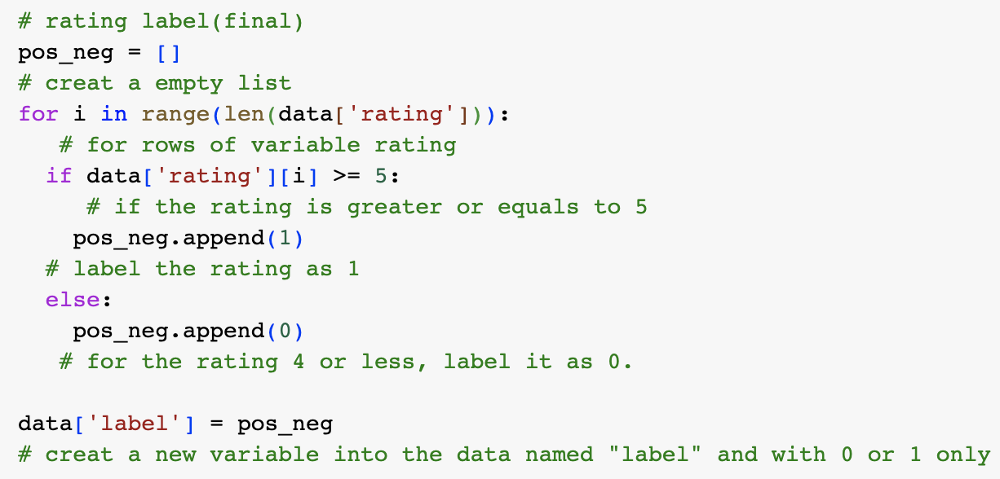 # rating label(final)
pos_neg = []
# creat a empty list
for i in range(len(data['rating'])):
   # for rows of variable rating
  if data['rating'][i] >= 5:
     # if the rating is greater or equals to 5
    pos_neg.append(1)
  # label the rating as 1
  else:
    pos_neg.append(0)
   # for the rating 4 or less, label it as 0.

data['label'] = pos_neg
# creat a new variable into the data named "label" and with 0 or 1 only